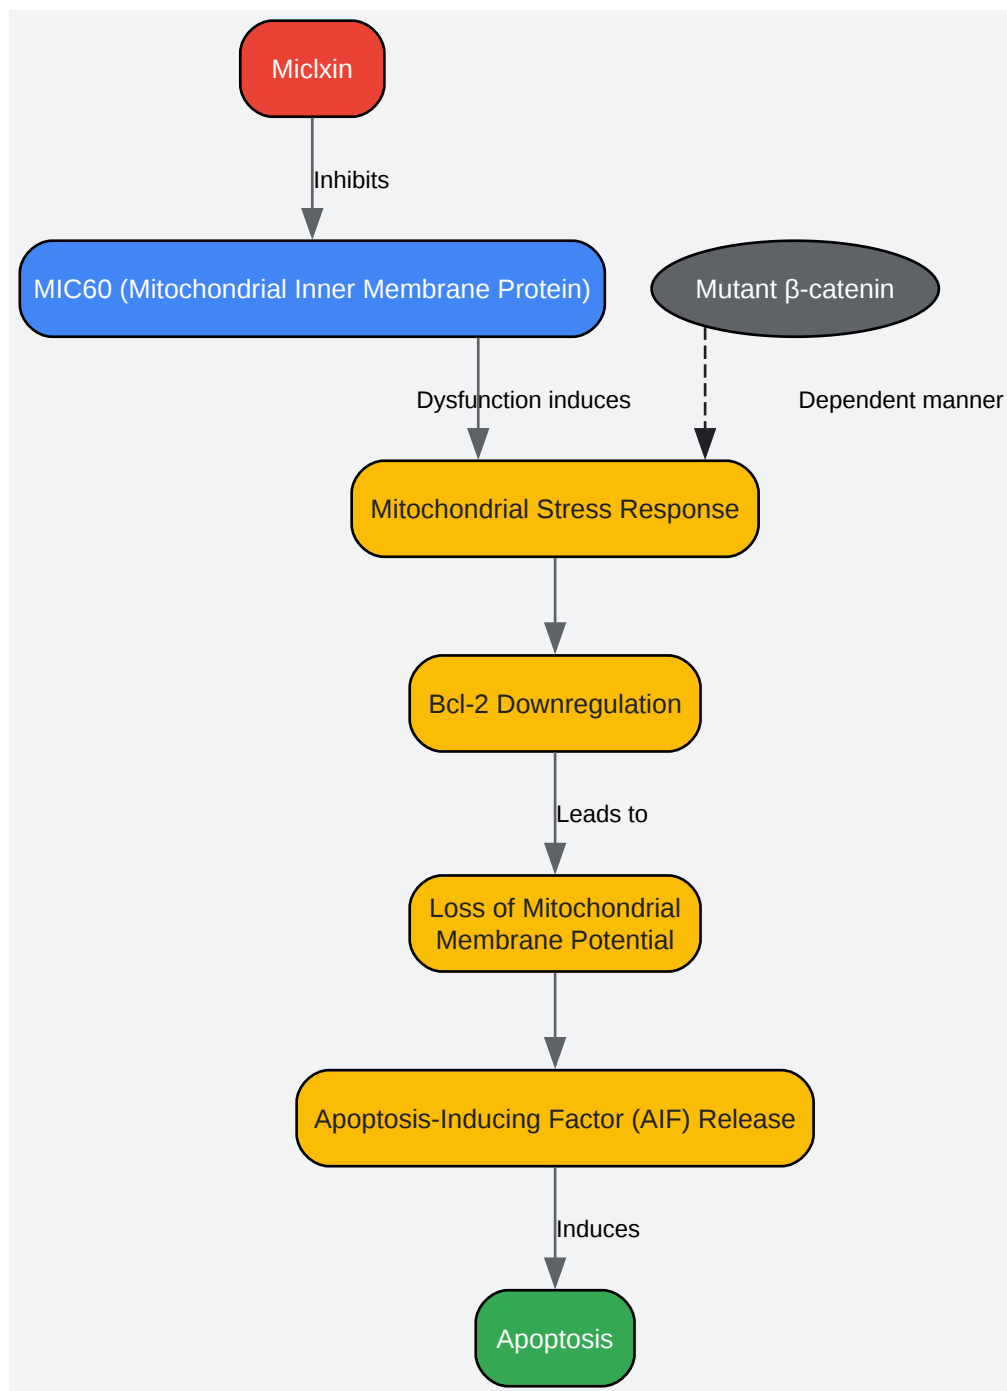 Miclxin
Inhibits
MIC60 (Mitochondrial Inner Membrane Protein)
Mutant β-catenin
Dysfunction induces
Dependent manner
Mitochondrial Stress Response
Bcl-2 Downregulation
Leads to
Loss of Mitochondrial
Membrane Potential
Apoptosis-Inducing Factor (AIF) Release
Induces
Apoptosis